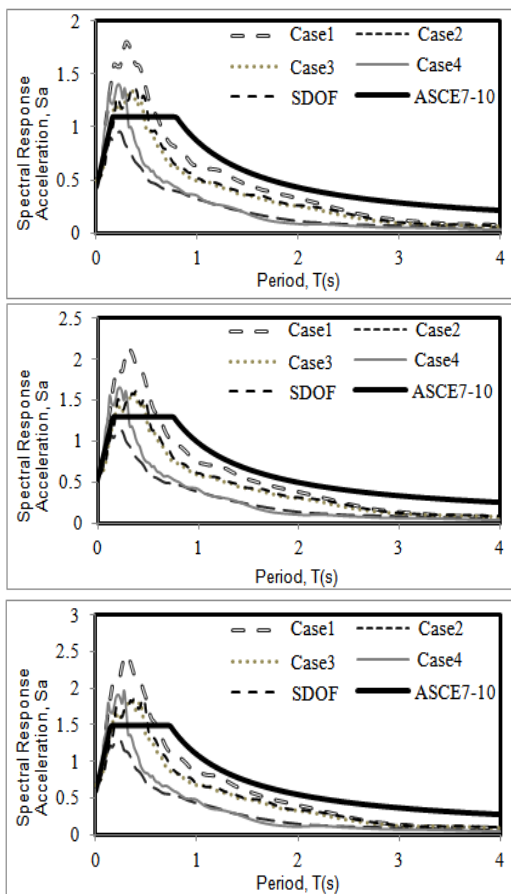 Spectral Response
Acceleration, Sa
2
1.5
1
0.5
0
Case1 Case2
Case3 Case4
SDOF ASCE7-10
0 1 2 3 4
Period, T(s)
Spectral Response
Acceleration, Sa
2.5
2
1.5
1
0.5
0
Case1 Case2
Case3 Case4
SDOF ASCE7-10
0 1 2 3 4
Period, T(s)
Spectral Response
Acceleration, Sa
3
2.5
2
1.5
1
0.5
0
Case1 Case2
Case3 Case4
SDOF ASCE7-10
0 1 2 3 4
Period, T(s)